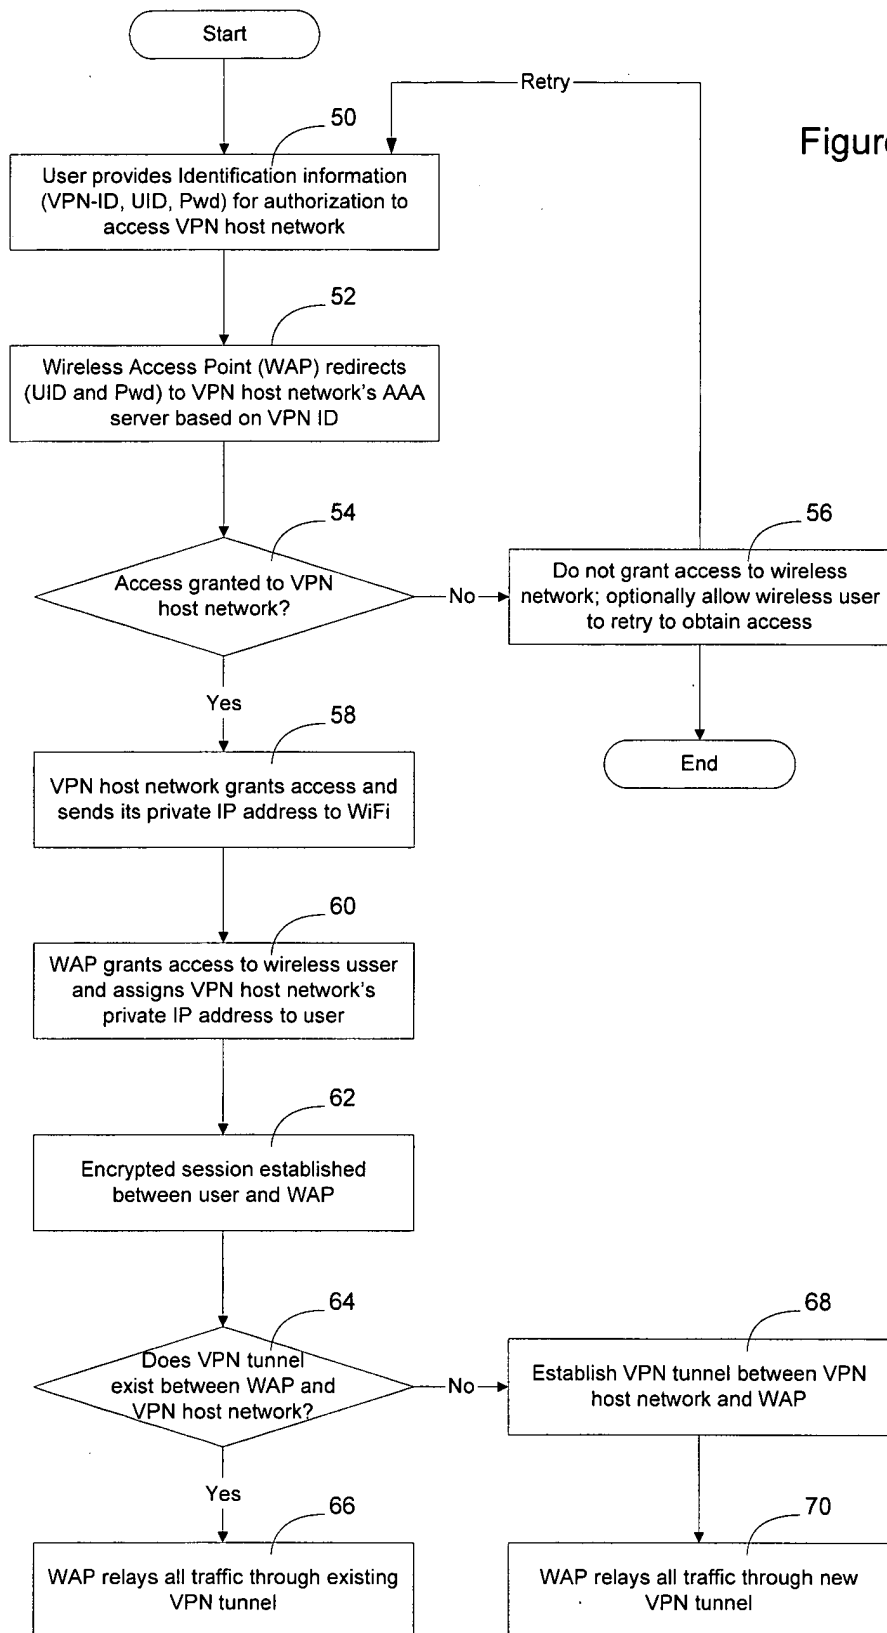 Start
Retry
Figure
50
User provides Identification information
(VPN-ID, UID, Pwd) for authorization to
access VPN host network
52
Wireless Access Point (WAP) redirects
(UID and Pwd) to VPN host network's AAA
server based on VPN ID
54
Access granted to VPN
host network?
No
56
Do not grant access to wireless
network; optionally allow wireless user
to retry to obtain access
Yes
End
58
VPN host network grants access and
sends its private IP address to WiFi
60
WAP grants access to wireless usser
and assigns VPN host network's
private IP address to user
62
Encrypted session established
between user and WAP
64
Does VPN tunnel
exist between WAP and
VPN host network?
No
68
Establish VPN tunnel between VPN
host network and WAP
Yes
66
WAP relays all traffic through existing
VPN tunnel
70
WAP relays all traffic through new
VPN tunnel